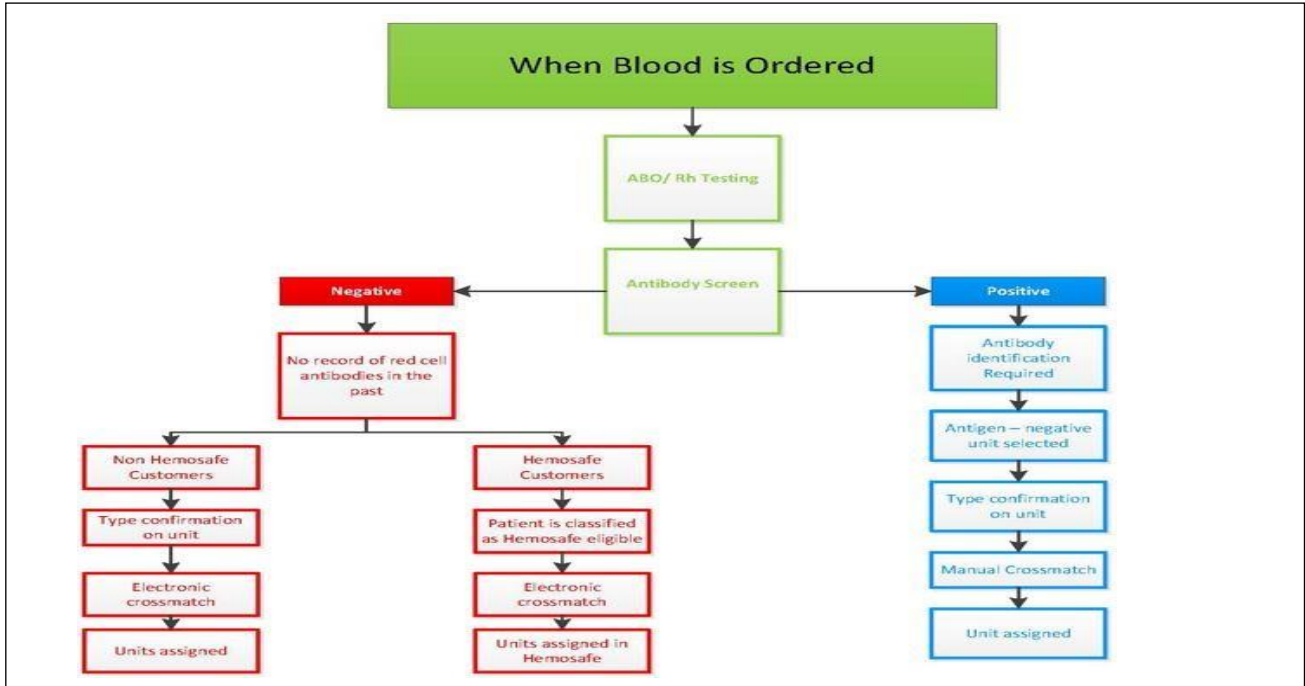 When Blood is Ordered
ABO/ Rh Testing
Antibody Screen
Negative
No record of red cell
antibodies in the
past
Non Hemosafe
Customers
Type confirmation
on unit
Electronic
crossmatch
Units assigned
Hemosafe
Customers
Patient is classified
as Hemosafe eligible
Electronic
crossmatch
Units assigned in
Hemosafe
Positive
Antibody
identification
Required
Antigen – negative
unit selected
Type confirmation
on unit
Manual Crossmatch
Unit assigned